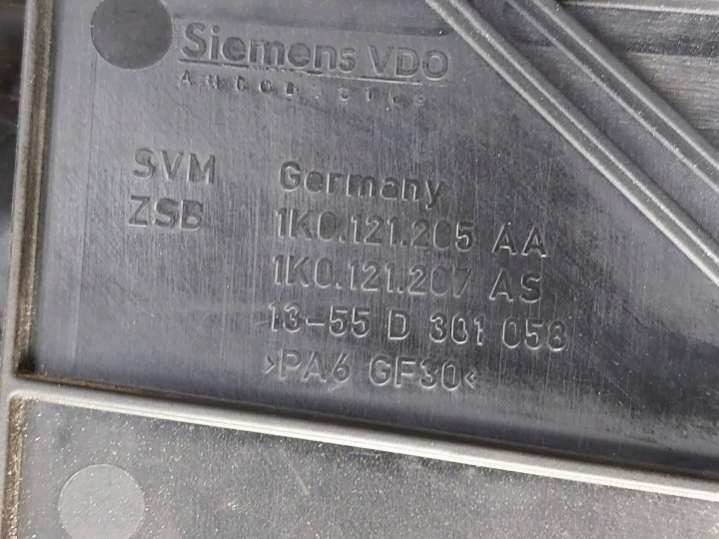 Siemens VDO
AUTOMOTIVE
SVM Germany
ZSB 1K0.121.205 AA
1K0.121.207 AS
13-55 D 301 058
>PA6 GF30<